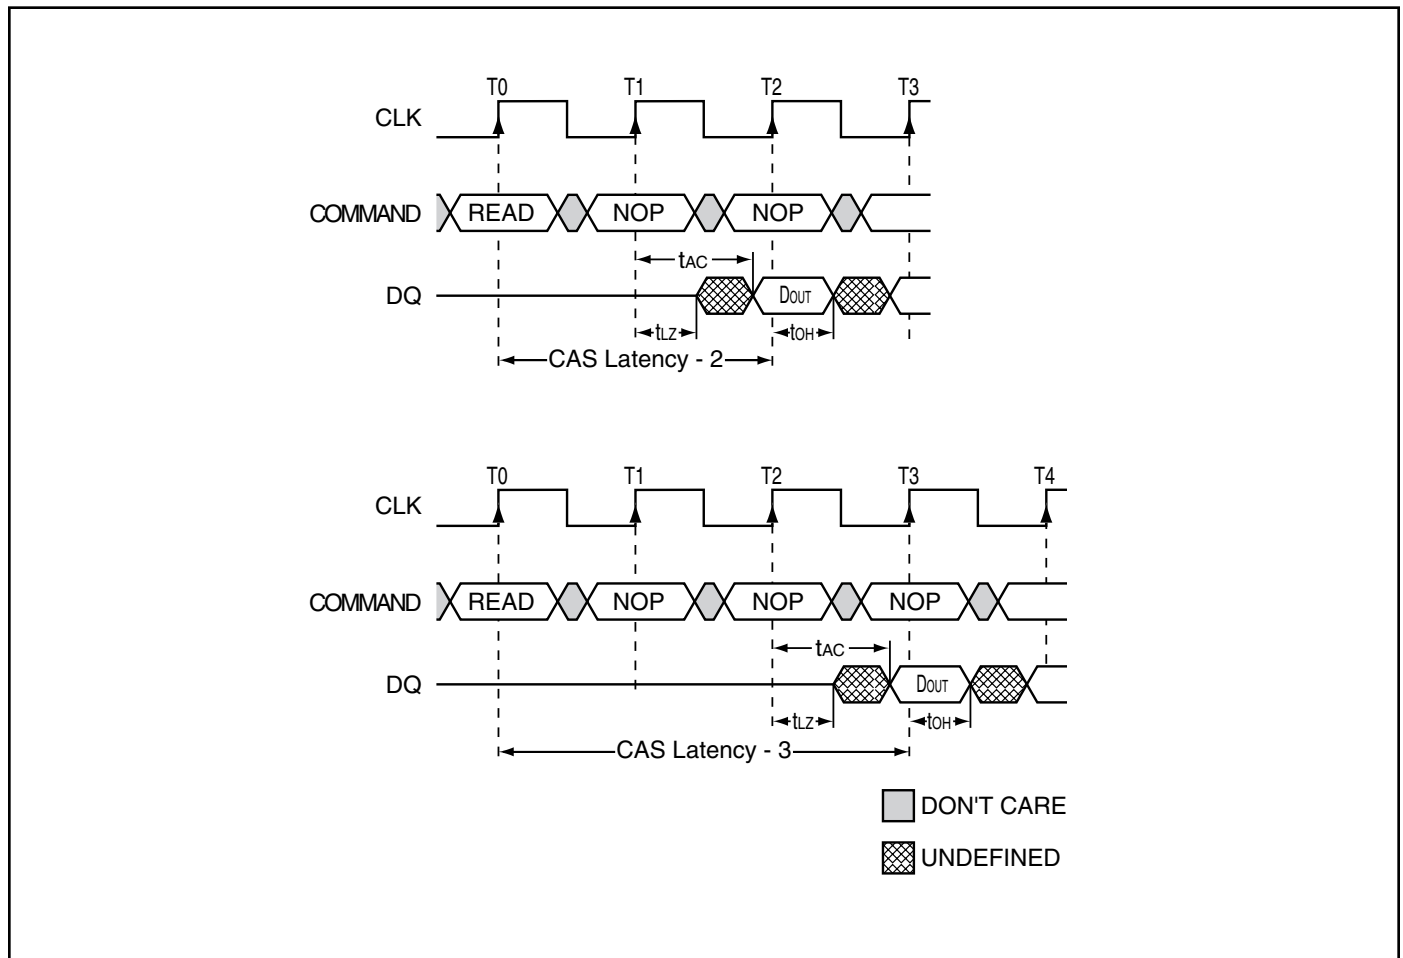 T0 T1 T2 T3
CLK
COMMAND READ NOP NOP
tAC
DQ DOUT
tLZ tOH
CAS Latency - 2
T0 T1 T2 T3 T4
CLK
COMMAND READ NOP NOP NOP
tAC
DQ DOUT
tLZ tOH
CAS Latency - 3
DON'T CARE
UNDEFINED